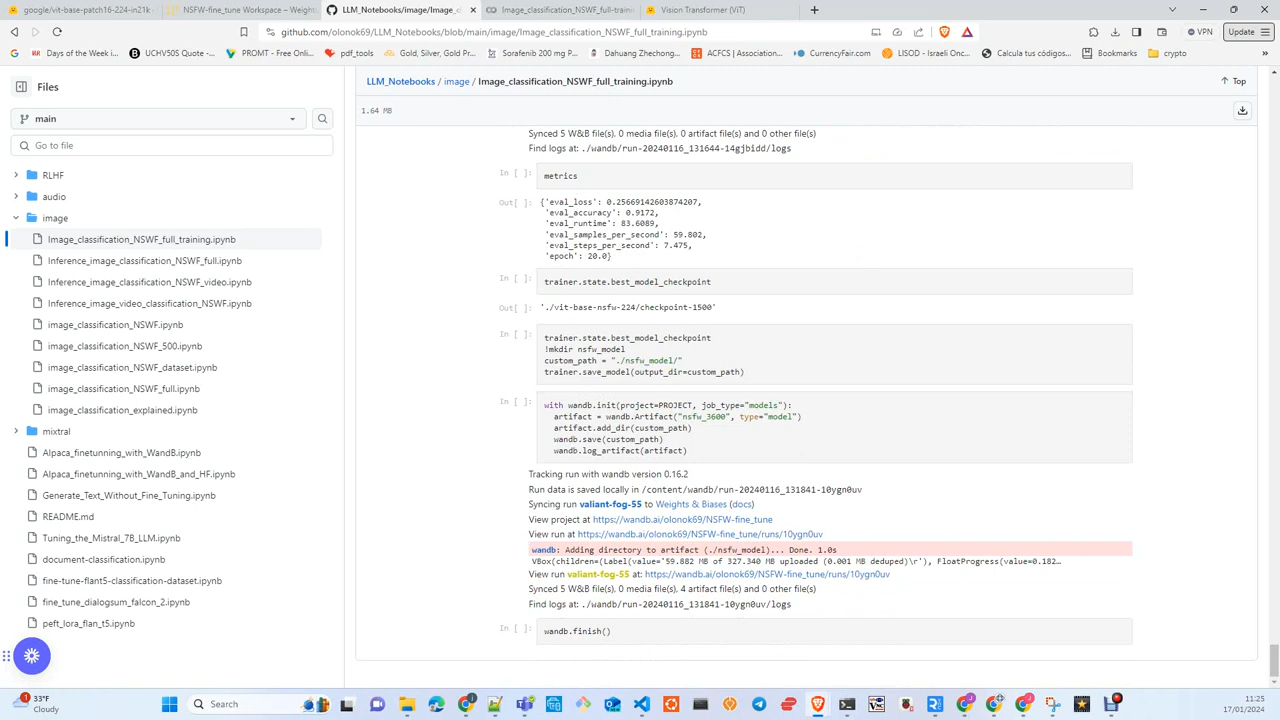 google/vit-base-patch16-224-in21k
NSFW-fine_tune Workspace – Weight
LLM_Notebooks/image/Image_c
Image_classification_NSWF_full_traini
Vision Transformer (ViT)
github.com/olonok69/LLM_Notebooks/blob/main/image/Image_classification_NSWF_full_training.ipynb
VPN
Update
Days of the Week i...
UCHV50S Quote -...
PROMT - Free Onli...
pdf_tools
Gold, Silver, Gold Pr...
Sorafenib 200 mg P...
Dahuang Zhechong...
ACFCS | Association...
CurrencyFair.com
LISOD - Israeli Onco...
Calcula tus códigos...
Bookmarks
crypto
Files
LLM_Notebooks / image / Image_classification_NSWF_full_training.ipynb
Top
1.64 MB
main
Go to file
RLHF
audio
image
Image_classification_NSWF_full_training.ipynb
Inference_image_classification_NSWF_full.ipynb
Inference_image_classification_NSWF_video.ipynb
Inference_image_video_classification_NSWF.ipynb
image_classification_NSWF.ipynb
image_classification_NSWF_500.ipynb
image_classification_NSWF_dataset.ipynb
image_classification_NSWF_full.ipynb
image_classification_explained.ipynb
mixtral
Alpaca_finetunning_with_WandB.ipynb
Alpaca_finetunning_with_WandB_and_HF.ipynb
Generate_Text_Without_Fine_Tuning.ipynb
README.md
Tuning_the_Mistral_7B_LLM.ipynb
document-classification.ipynb
fine-tune-flant5-classification-dataset.ipynb
fine_tune_dialogsum_falcon_2.ipynb
peft_lora_flan_t5.ipynb
Synced 5 W&B file(s), 0 media file(s), 0 artifact file(s) and 0 other file(s)
Find logs at: ./wandb/run-20240116_131644-14gjbidd/logs
In [ ]: metrics
Out[ ]: {'eval_loss': 0.25669142603874207,
'eval_accuracy': 0.9172,
'eval_runtime': 83.6089,
'eval_samples_per_second': 59.802,
'eval_steps_per_second': 7.475,
'epoch': 20.0}
In [ ]: trainer.state.best_model_checkpoint
Out[ ]: './vit-base-nsfw-224/checkpoint-1500'
In [ ]: trainer.state.best_model_checkpoint
!mkdir nsfw_model
custom_path = "./nsfw_model/"
trainer.save_model(output_dir=custom_path)
In [ ]: with wandb.init(project=PROJECT, job_type="models"):
artifact = wandb.Artifact("nsfw_3600", type="model")
artifact.add_dir(custom_path)
wandb.save(custom_path)
wandb.log_artifact(artifact)
Tracking run with wandb version 0.16.2
Run data is saved locally in /content/wandb/run-20240116_131841-10ygn0uv
Syncing run valiant-fog-55 to Weights & Biases (docs)
View project at https://wandb.ai/olonok69/NSFW-fine_tune
View run at https://wandb.ai/olonok69/NSFW-fine_tune/runs/10ygn0uv
wandb: Adding directory to artifact (./nsfw_model)... Done. 1.0s
VBox(children=(Label(value='59.882 MB of 327.340 MB uploaded (0.001 MB deduped)\r'), FloatProgress(value=0.182…
View run valiant-fog-55 at: https://wandb.ai/olonok69/NSFW-fine_tune/runs/10ygn0uv
Synced 5 W&B file(s), 0 media file(s), 4 artifact file(s) and 0 other file(s)
Find logs at: ./wandb/run-20240116_131841-10ygn0uv/logs
In [ ]: wandb.finish()
1
33°F
Cloudy
Search
11:25
17/01/2024